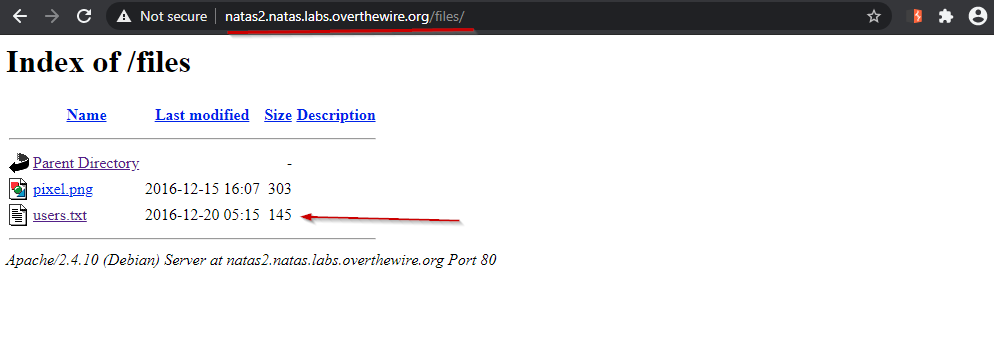 Not secure natas2.natas.labs.overthewire.org/files/
Index of /files
Name Last modified Size Description
Parent Directory -
pixel.png 2016-12-15 16:07 303
users.txt 2016-12-20 05:15 145
Apache/2.4.10 (Debian) Server at natas2.natas.labs.overthewire.org Port 80